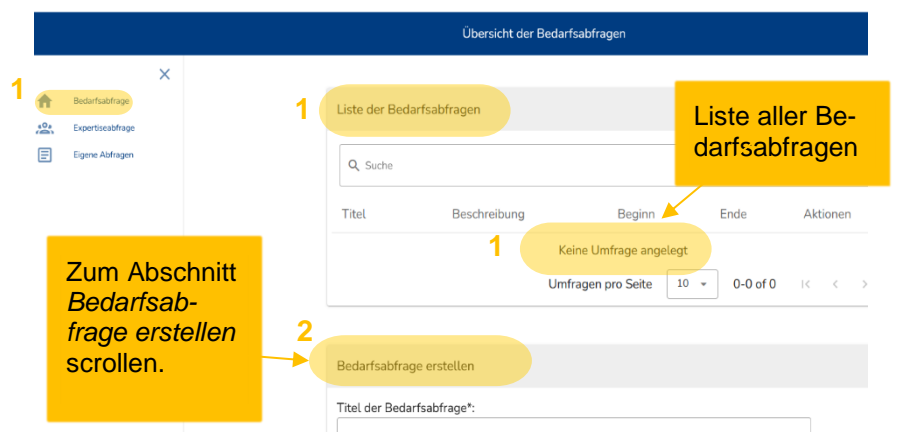 Übersicht der Bedarfsabfragen
1
Bedarfsabfrage
Expertiseabfrage
Eigene Abfragen
1
Liste der Bedarfsabfragen
Liste aller Be-
darfsabfragen
Suche
Titel Beschreibung Beginn Ende Aktionen
1
Keine Umfrage angelegt
Umfragen pro Seite 10 0-0 of 0
Zum Abschnitt
Bedarfsab-
frage erstellen
scrollen.
2
Bedarfsabfrage erstellen
Titel der Bedarfsabfrage*: